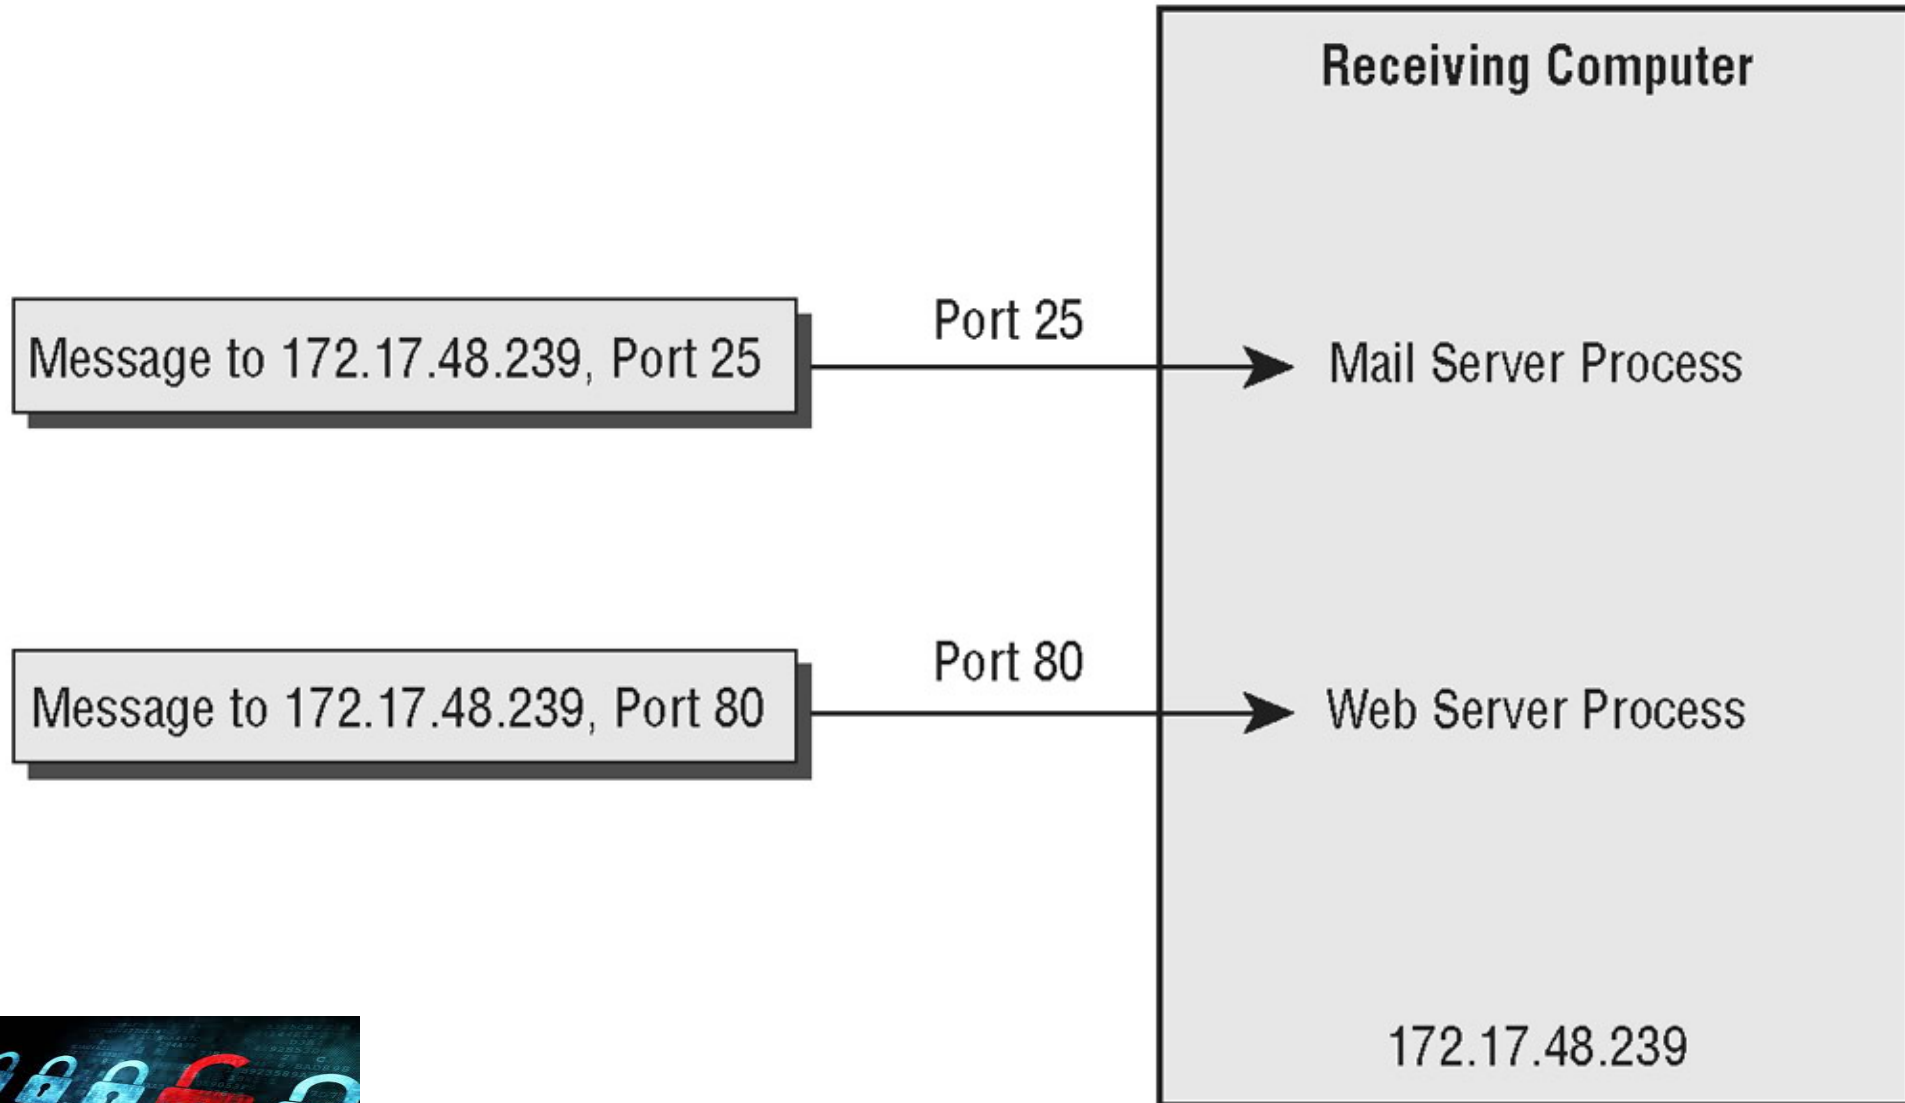 Receiving Computer
Port 25
Message to 172.17.48.239, Port 25
Mail Server Process
Port 80
Message to 172.17.48.239, Port 80
Web Server Process
172.17.48.239